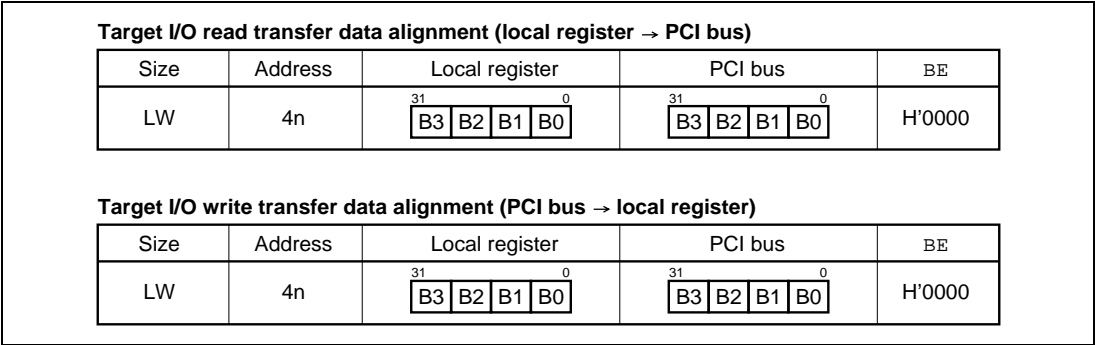 Target I/O read transfer data alignment (local register → PCI bus)
Size Address Local register PCI bus BE
31 0 31 0
LW 4n B3 B2 B1 B0 B3 B2 B1 B0 H'0000
Target I/O write transfer data alignment (PCI bus → local register)
Size Address Local register PCI bus BE
31 0 31 0
LW 4n B3 B2 B1 B0 B3 B2 B1 B0 H'0000